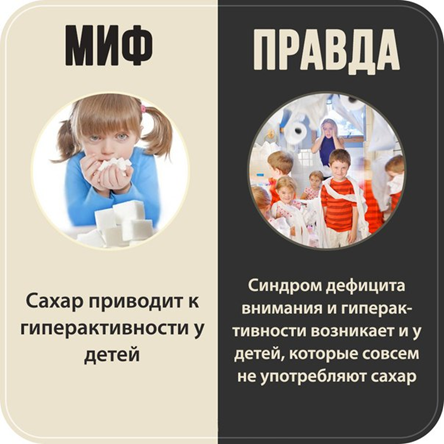 МИФ
Сахар приводит к
гиперактивности у
детей
ПРАВДА
Синдром дефицита
внимания и гиперак-
тивности возникает и у
детей, которые совсем
не употребляют сахар